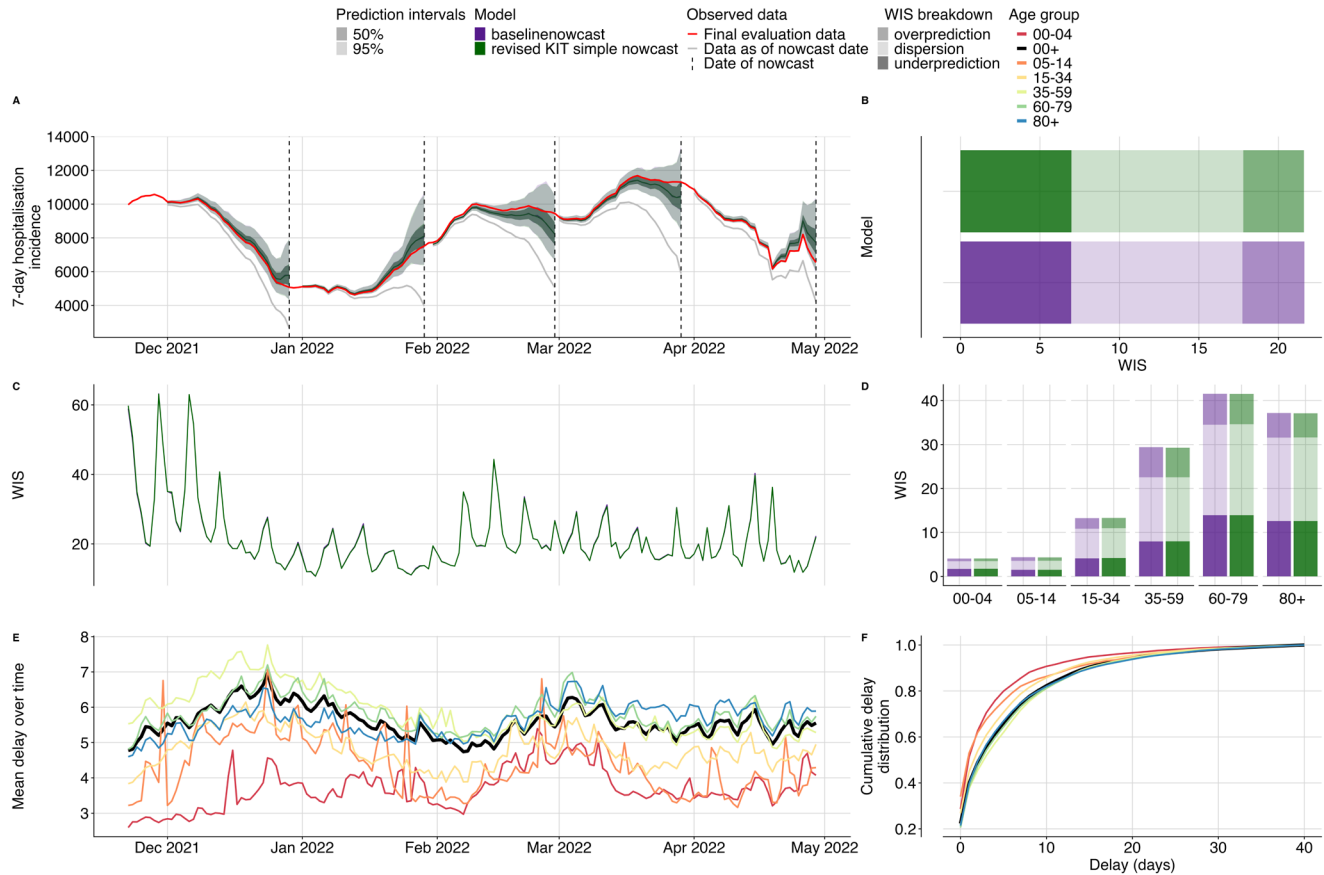 Prediction intervals
50%
95%
Model
baselinenowcast
revised KIT simple nowcast
Observed data
Final evaluation data
Data as of nowcast date
Date of nowcast
WIS breakdown
overprediction
dispersion
underprediction
Age group
00-04
00+
05-14
15-34
35-59
60-79
80+
A
7-day hospitalisation
incidence
14000
12000
10000
8000
6000
4000
Dec 2021
Jan 2022
Feb 2022
Mar 2022
Apr 2022
May 2022
B
Model
0
5
10
15
20
WIS
C
WIS
60
40
20
D
WIS
40
30
20
10
0
00-04
05-14
15-34
35-59
60-79
80+
E
Mean delay over time
8
7
6
5
4
3
Dec 2021
Jan 2022
Feb 2022
Mar 2022
Apr 2022
May 2022
F
Cumulative delay
distribution
1.0
0.8
0.6
0.4
0.2
0
10
20
30
40
Delay (days)